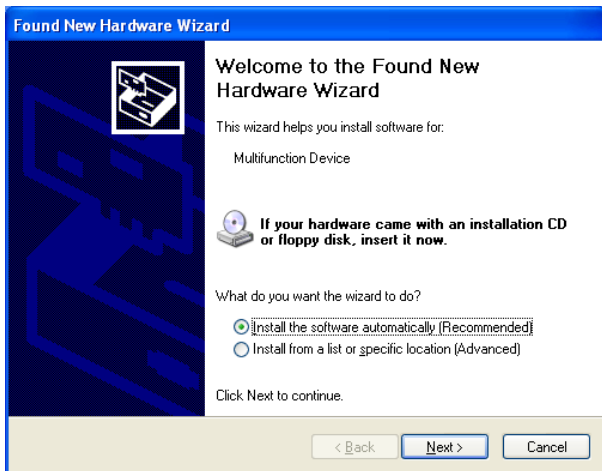 Found New Hardware Wizard
Welcome to the Found New
Hardware Wizard
This wizard helps you install software for:
Multifunction Device
If your hardware came with an installation CD
or floppy disk, insert it now.
What do you want the wizard to do?
Install the software automatically (Recommended)
Install from a list or specific location (Advanced)
Click Next to continue.
< Back Next > Cancel